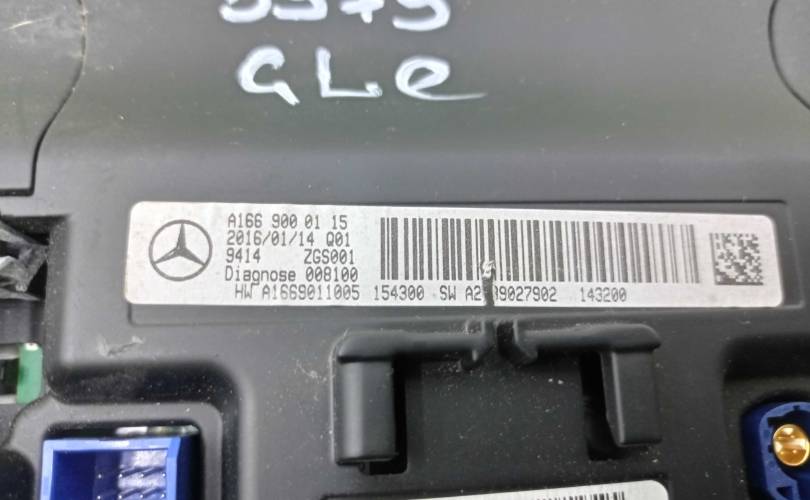 GLe
A166 900 01 15
2016/01/14 Q01
9414 ZGS001
Diagnose 008100
HW A1669011005 154300 SW 143200